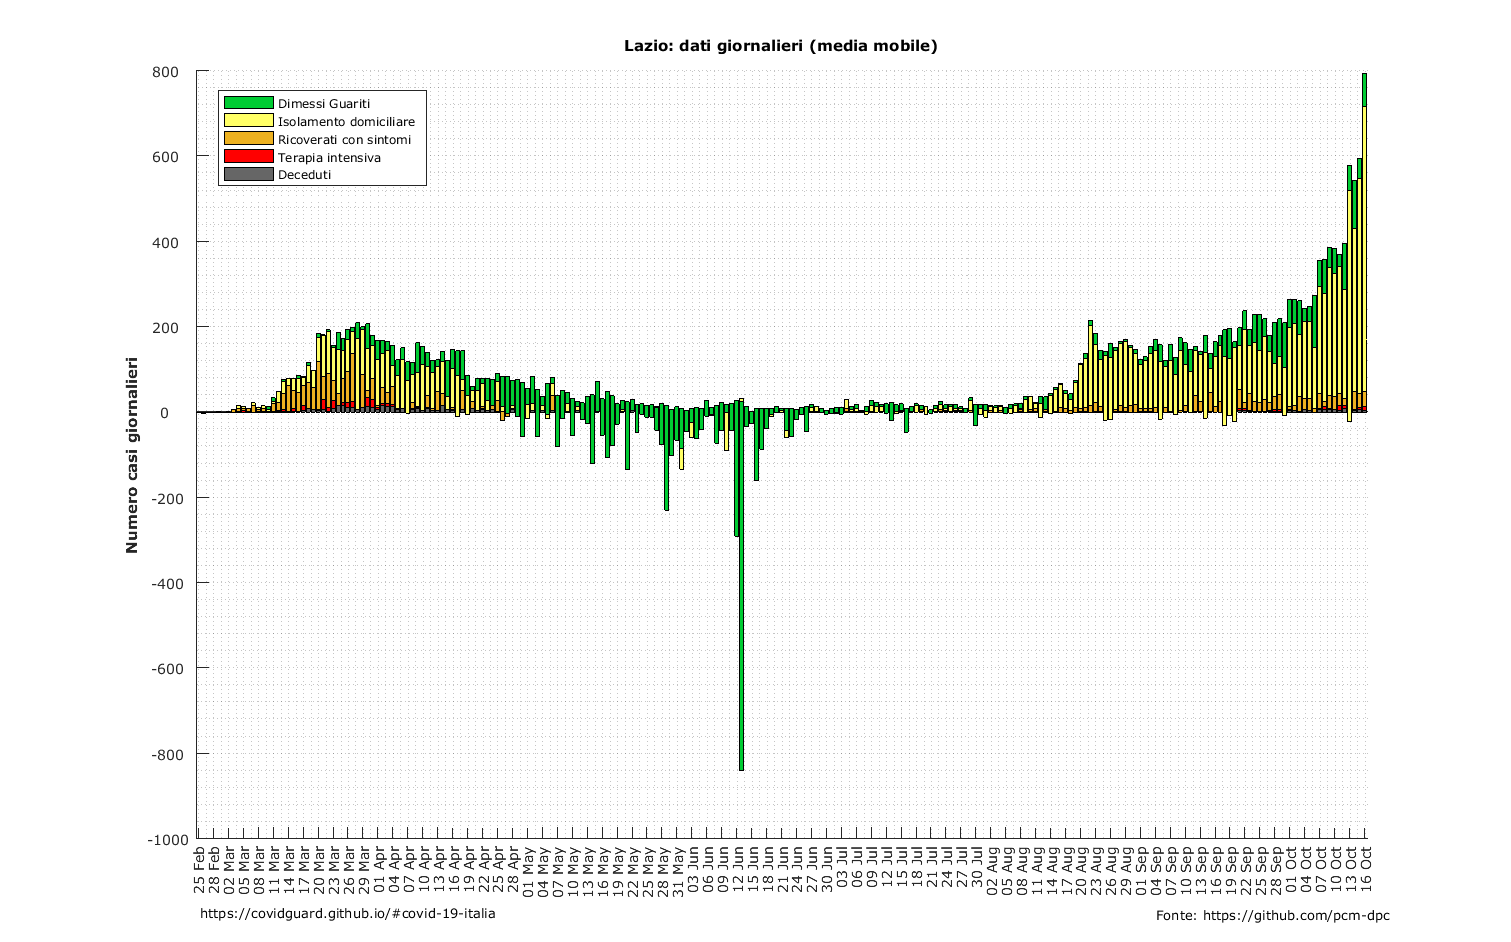 Lazio: dati giornalieri (media mobile)
Numero casi giornalieri
800
600
400
200
0
-200
-400
-600
-800
-1000
Dimessi Guariti
Isolamento domiciliare
Ricoverati con sintomi
Terapia intensiva
Deceduti
25 Feb
28 Feb
02 Mar
05 Mar
08 Mar
11 Mar
14 Mar
17 Mar
20 Mar
23 Mar
26 Mar
29 Mar
01 Apr
04 Apr
07 Apr
10 Apr
13 Apr
16 Apr
19 Apr
22 Apr
25 Apr
28 Apr
01 May
04 May
07 May
10 May
13 May
16 May
19 May
22 May
25 May
28 May
31 May
03 Jun
06 Jun
09 Jun
12 Jun
15 Jun
18 Jun
21 Jun
24 Jun
27 Jun
30 Jun
03 Jul
06 Jul
09 Jul
12 Jul
15 Jul
18 Jul
21 Jul
24 Jul
27 Jul
30 Jul
02 Aug
05 Aug
08 Aug
11 Aug
14 Aug
17 Aug
20 Aug
23 Aug
26 Aug
29 Aug
01 Sep
04 Sep
07 Sep
10 Sep
13 Sep
16 Sep
19 Sep
22 Sep
25 Sep
28 Sep
01 Oct
04 Oct
07 Oct
10 Oct
13 Oct
16 Oct
https://covidguard.github.io/#covid-19-italia
Fonte: https://github.com/pcm-dpc